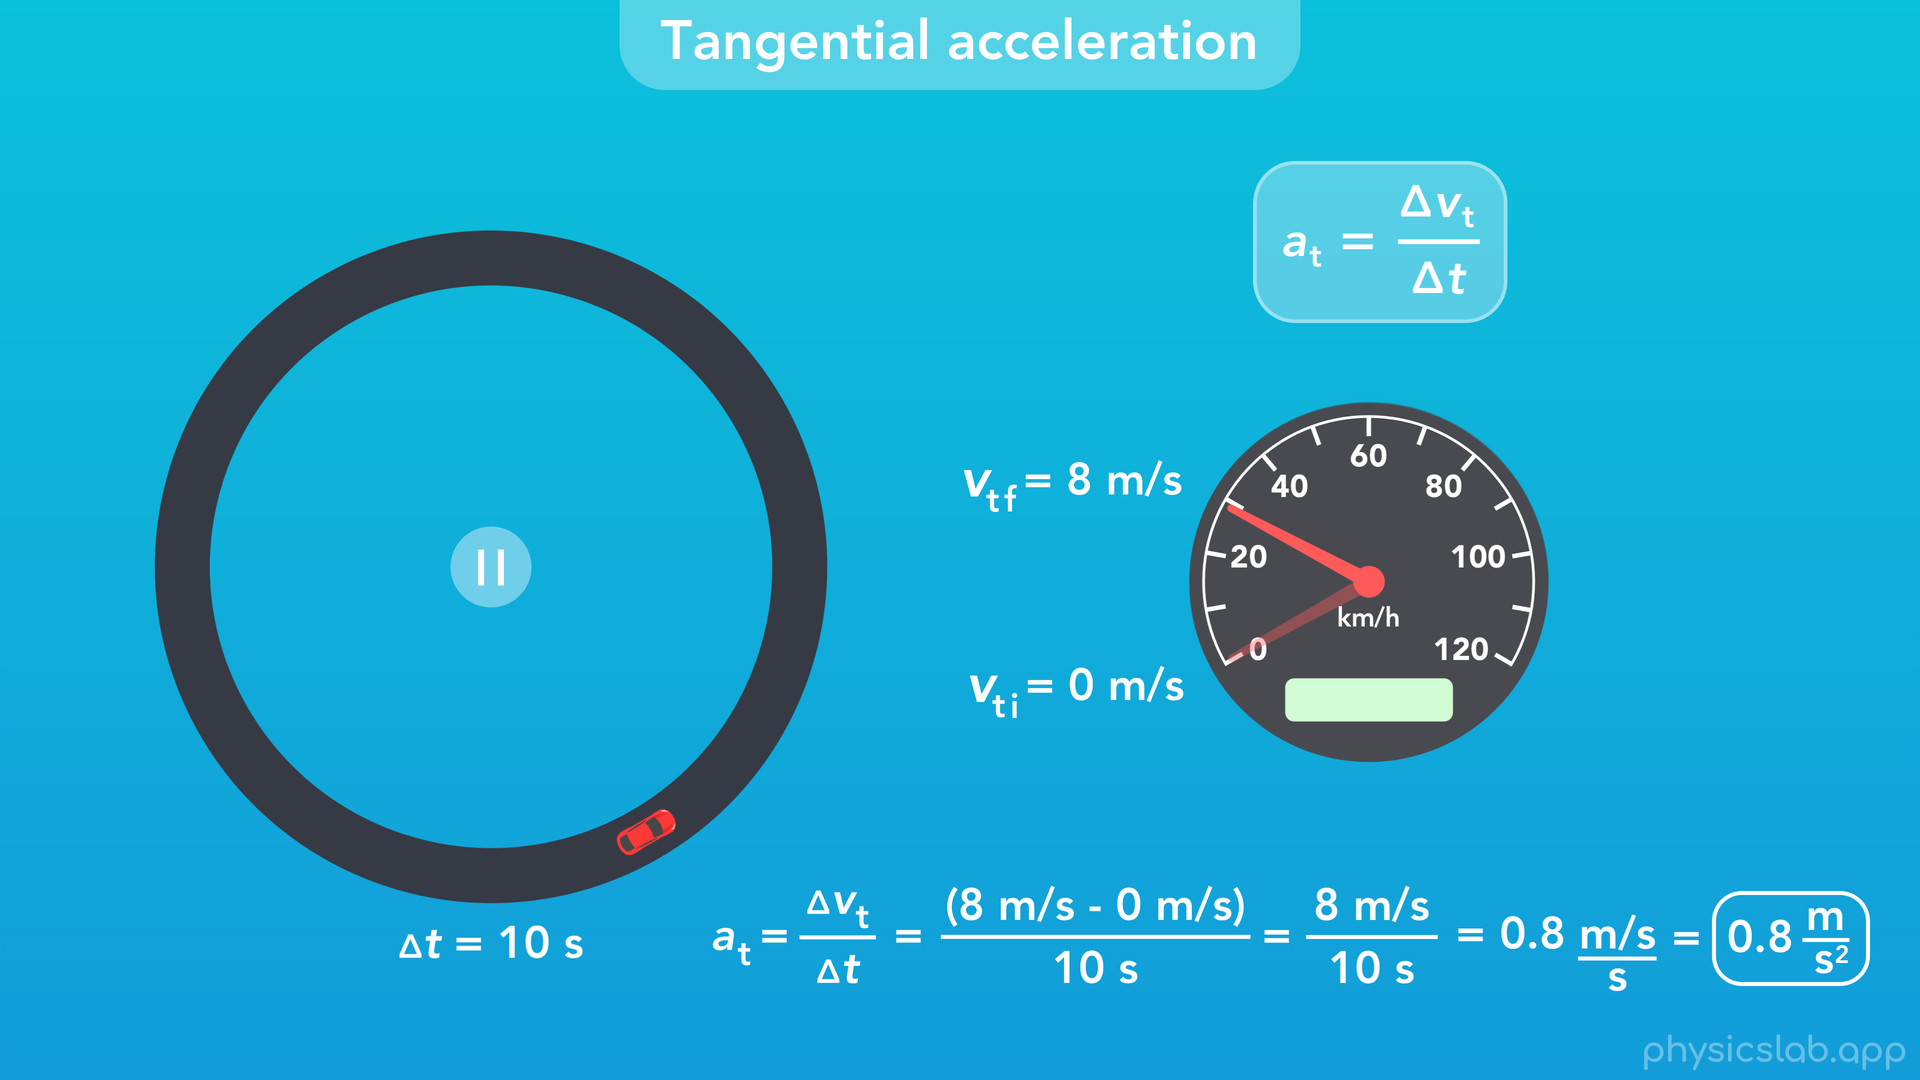 Tangential acceleration
a_t = Δv_t / Δt
v_tf = 8 m/s
v_ti = 0 m/s
0 20 40 60 80 100 120
km/h
Δt = 10 s
a_t = Δv_t / Δt = (8 m/s - 0 m/s) / 10 s = 8 m/s / 10 s = 0.8 m/s / s = 0.8 m / s²
physicslab.app